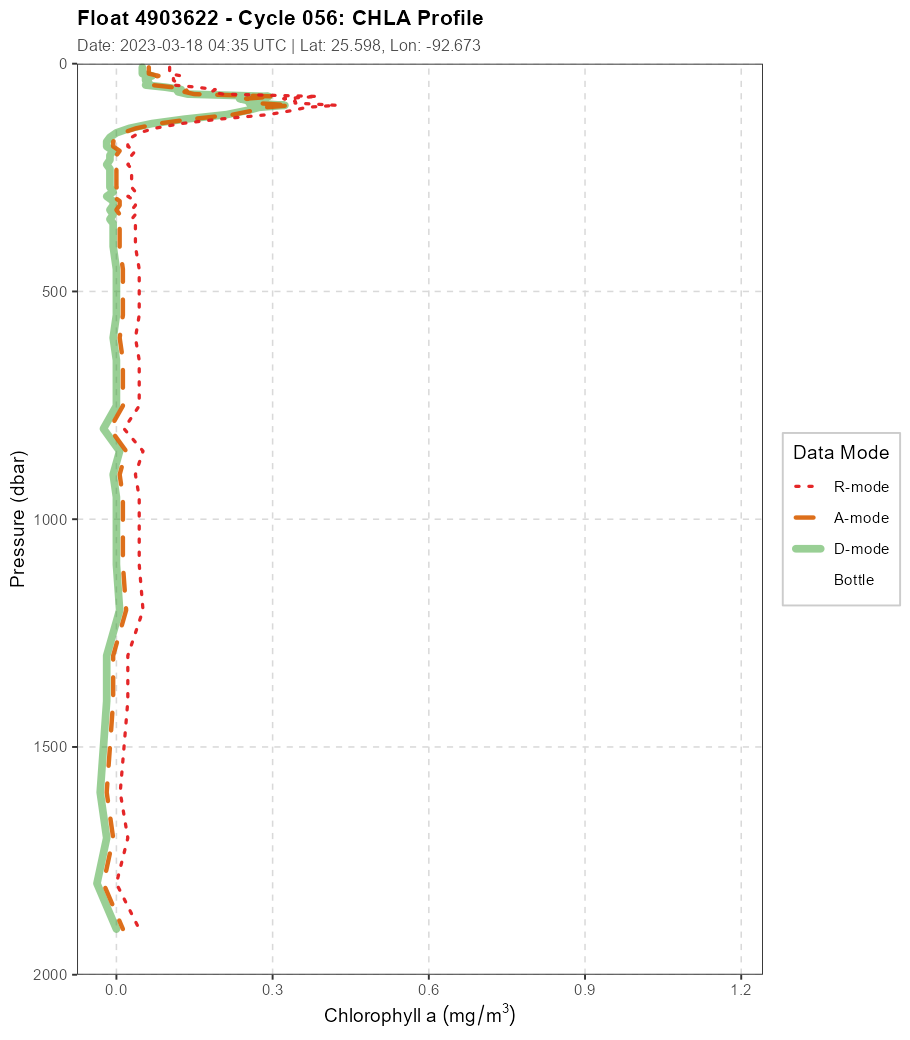 Float 4903622 - Cycle 056: CHLA Profile
Date: 2023-03-18 04:35 UTC | Lat: 25.598, Lon: -92.673
0
500
1000
1500
2000
Pressure (dbar)
0.0 0.3 0.6 0.9 1.2
Chlorophyll a (mg/m³)
Data Mode
R-mode
A-mode
D-mode
Bottle